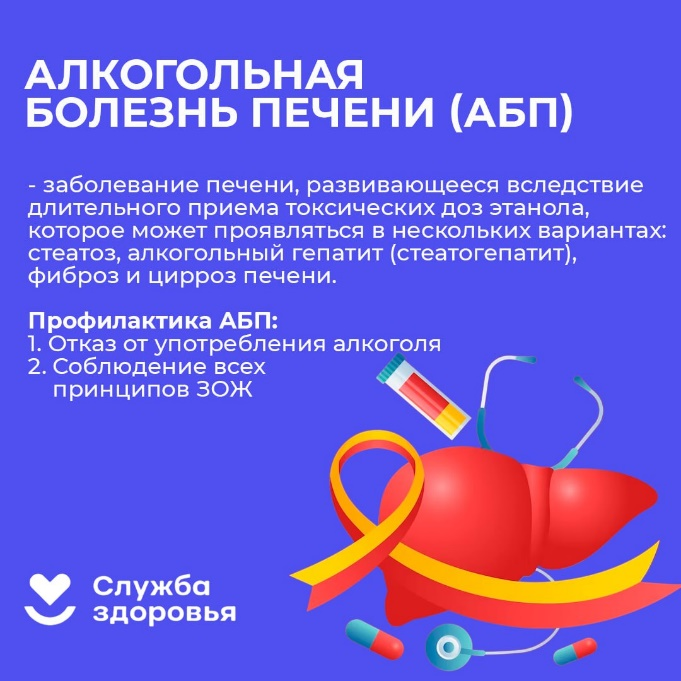 АЛКОГОЛЬНАЯ
БОЛЕЗНЬ ПЕЧЕНИ (АБП)
- заболевание печени, развивающееся вследствие
длительного приема токсических доз этанола,
которое может проявляться в нескольких вариантах:
стеатоз, алкогольный гепатит (стеатогепатит),
фиброз и цирроз печени.
Профилактика АБП:
1. Отказ от употребления алкоголя
2. Соблюдение всех
принципов ЗОЖ
Служба
здоровья